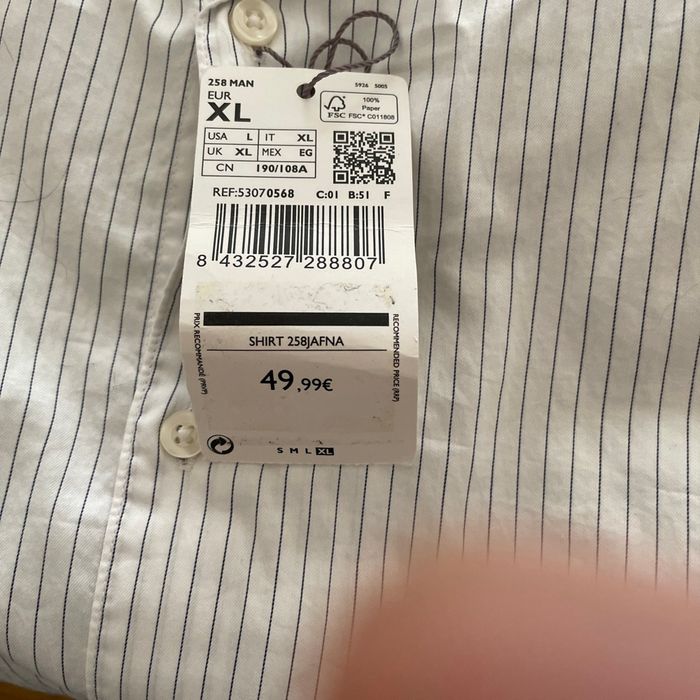 258 MAN
5926 5005
EUR
XL
100%
Paper
FSC FSC® C011808
USA L IT XL
UK XL MEX EG
CN 190/108A
REF:53070568 C:01 B:51 F
8 432527 288807
PRIX RECOMMANDÉ (PRVP)
RECOMMENDED PRICE (RRP)
SHIRT 258JAFNA
49,99€
S M L XL